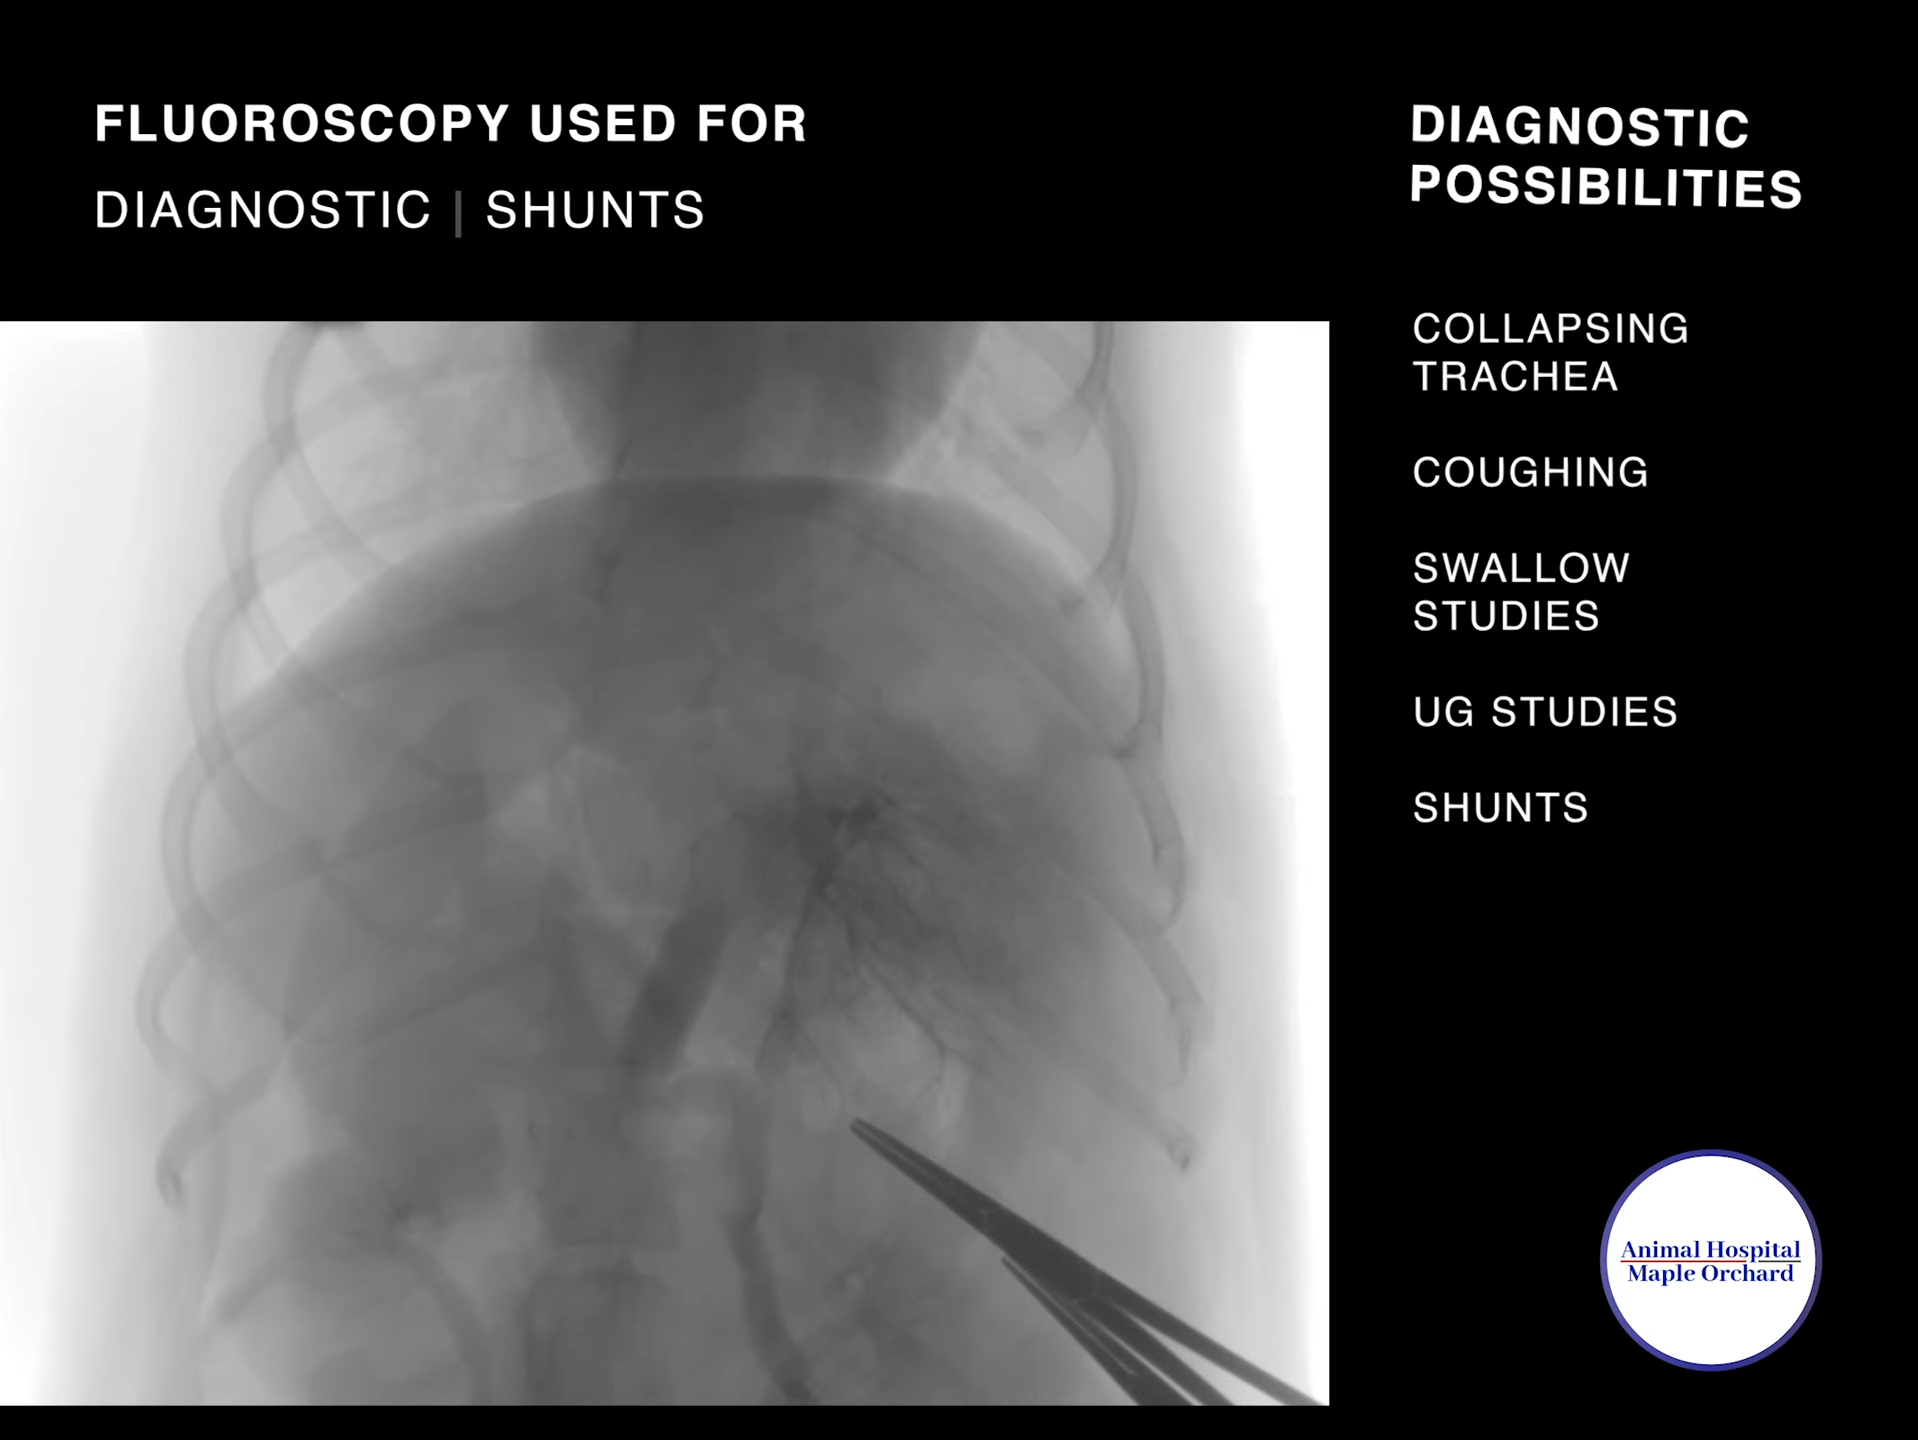 FLUOROSCOPY USED FOR
DIAGNOSTIC | SHUNTS
DIAGNOSTIC
POSSIBILITIES
COLLAPSING
TRACHEA
COUGHING
SWALLOW
STUDIES
UG STUDIES
SHUNTS
Animal Hospital
Maple Orchard